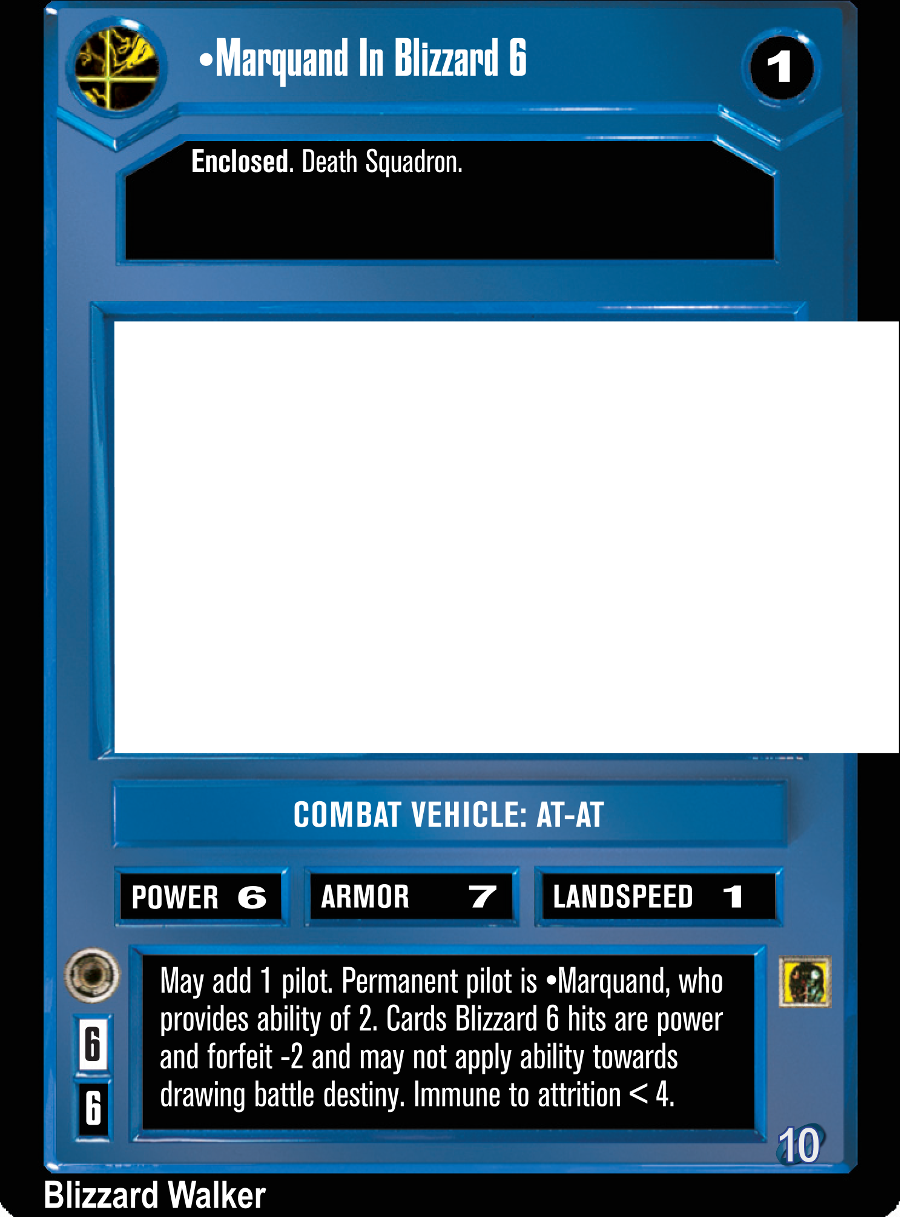 •Marquand In Blizzard 6
1
Enclosed. Death Squadron.
COMBAT VEHICLE: AT-AT
POWER 6 ARMOR 7 LANDSPEED 1
May add 1 pilot. Permanent pilot is •Marquand, who
provides ability of 2. Cards Blizzard 6 hits are power
and forfeit -2 and may not apply ability towards
drawing battle destiny. Immune to attrition < 4.
6
6
10
Blizzard Walker